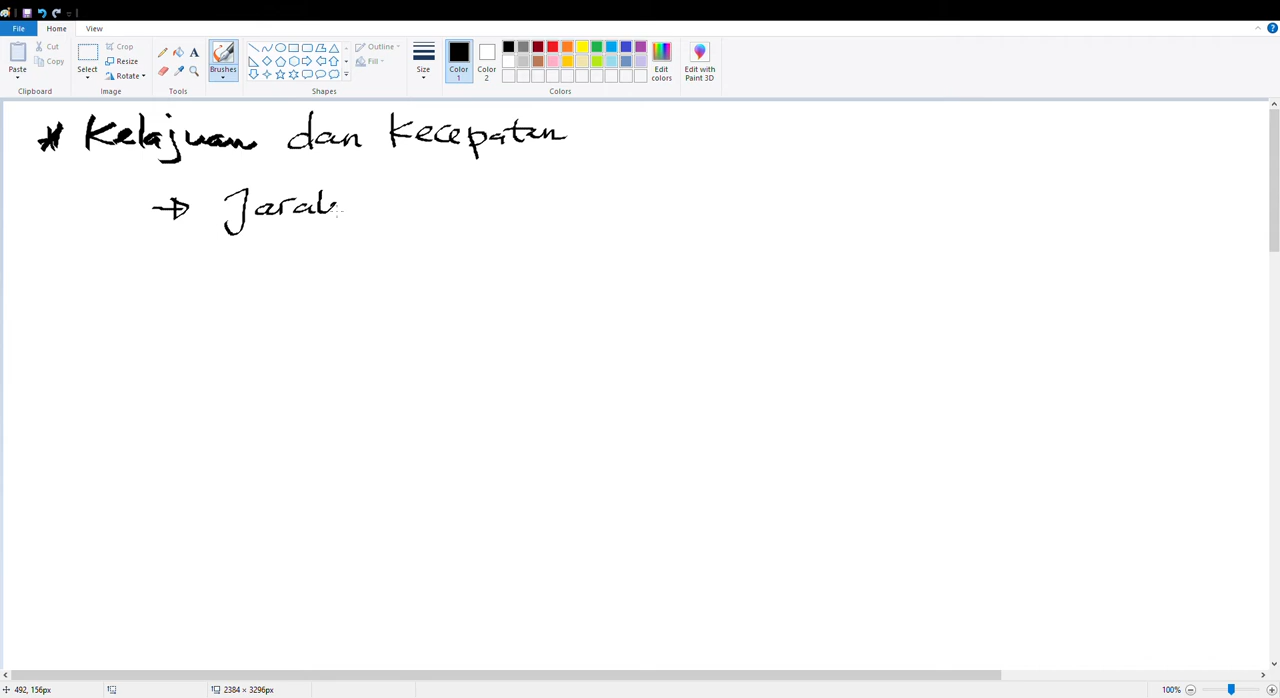 File Home View
Paste Cut Copy Select Crop Resize Rotate Brushes Outline Fill Size Color 1 Color 2 Edit colors Edit with Paint 3D
Clipboard Image Tools Shapes Colors
* Kelajuan dan Kecepatan
→ Jarak
492, 156px 2384 × 3296px 100%